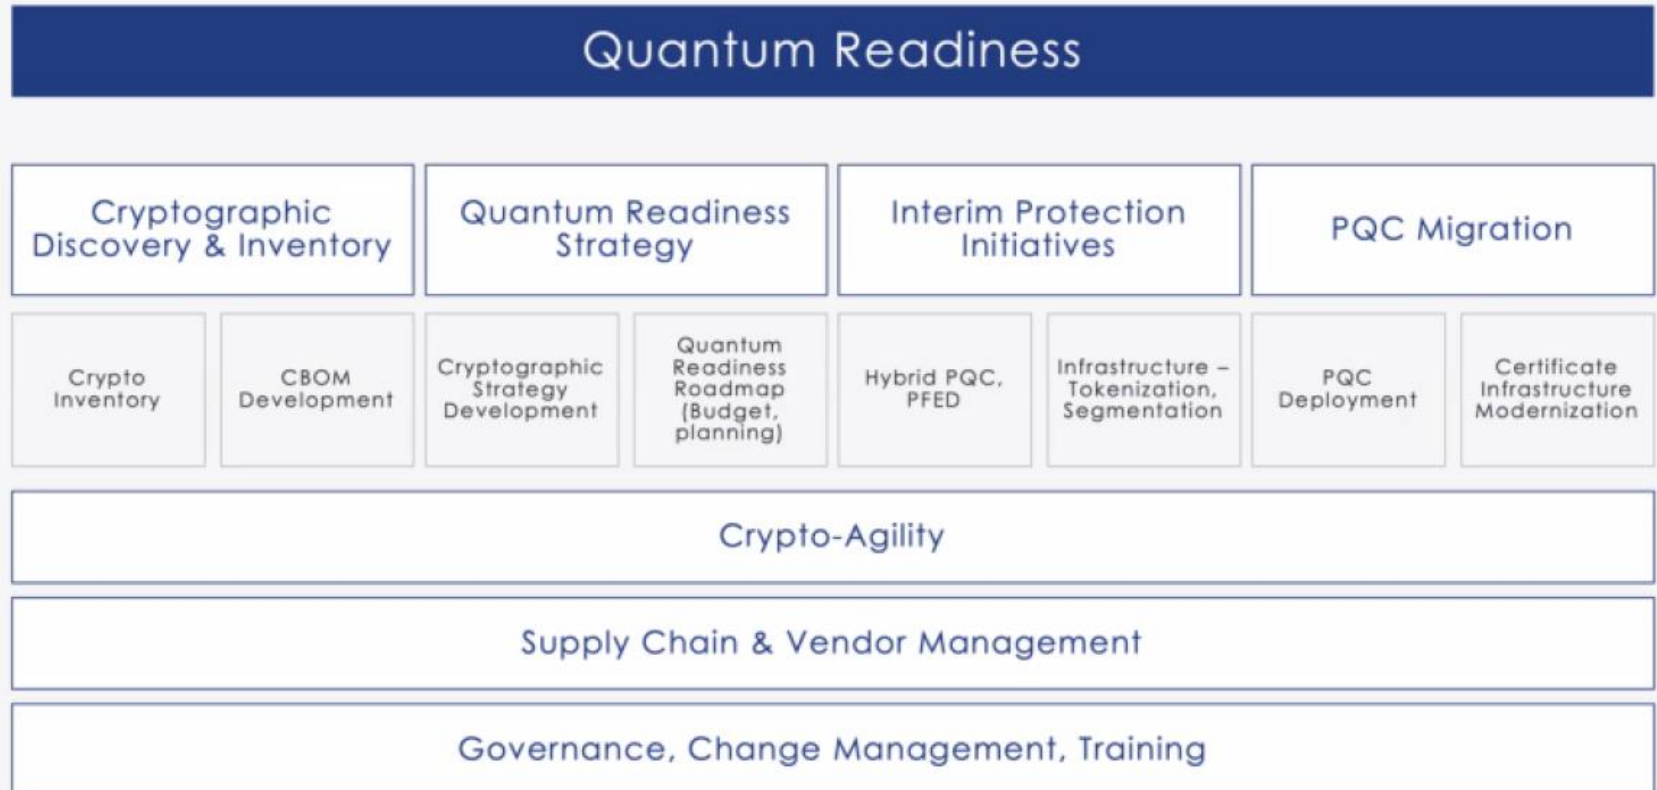 Quantum Readiness
Cryptographic
Discovery & Inventory
Quantum Readiness
Strategy
Interim Protection
Initiatives
PQC Migration
Crypto
Inventory
CBOM
Development
Cryptographic
Strategy
Development
Quantum
Readiness
Roadmap
(Budget,
planning)
Hybrid PQC,
PFED
Infrastructure –
Tokenization,
Segmentation
PQC
Deployment
Certificate
Infrastructure
Modernization
Crypto-Agility
Supply Chain & Vendor Management
Governance, Change Management, Training